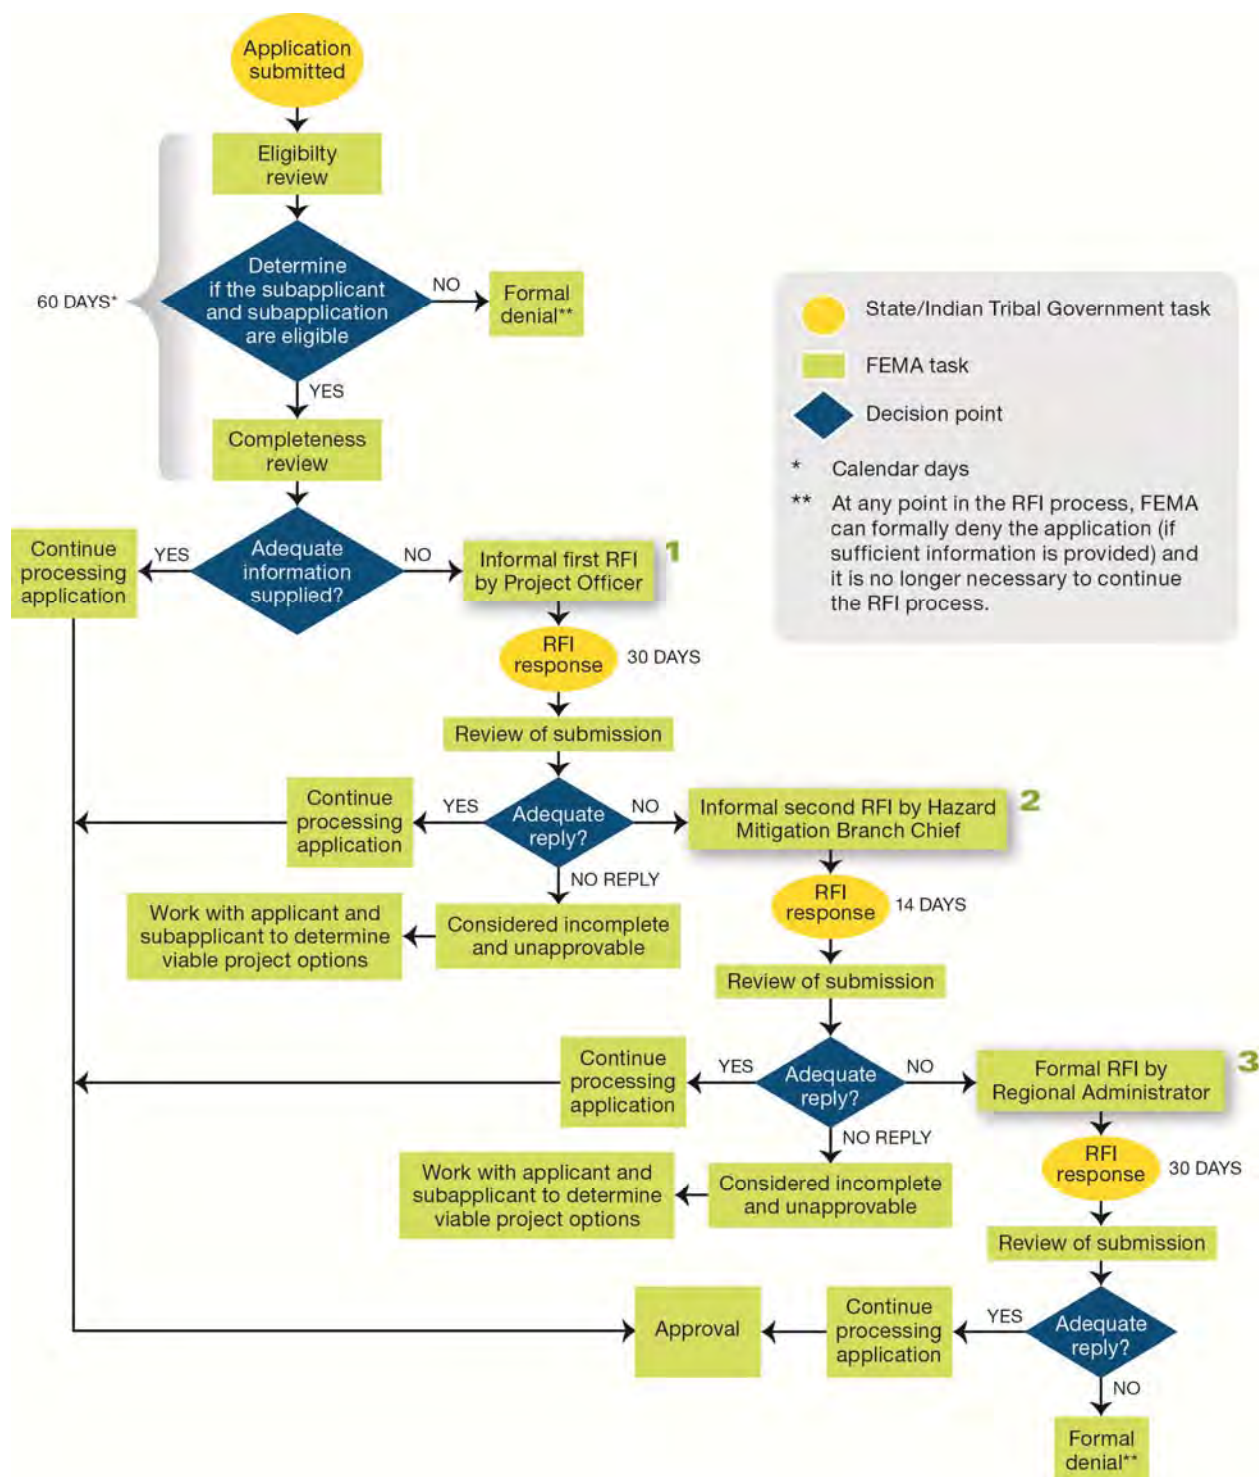 Application
submitted
Eligibilty
review
60 DAYS*
Determine
if the subapplicant
and subapplication
are eligible
NO
Formal
denial**
YES
Completeness
review
State/Indian Tribal Government task
FEMA task
Decision point
* Calendar days
** At any point in the RFI process, FEMA
can formally deny the application (if
sufficient information is provided) and
it is no longer necessary to continue
the RFI process.
Continue
processing
application
YES
Adequate
information
supplied?
NO
Informal first RFI
by Project Officer
1
RFI
response
30 DAYS
Review of submission
Continue
processing
application
YES
Adequate
reply?
NO
Informal second RFI by Hazard
Mitigation Branch Chief
2
NO REPLY
Work with applicant and
subapplicant to determine
viable project options
Considered incomplete
and unapprovable
RFI
response
14 DAYS
Review of submission
Continue
processing
application
YES
Adequate
reply?
NO
Formal RFI by
Regional Administrator
3
NO REPLY
Work with applicant and
subapplicant to determine
viable project options
Considered incomplete
and unapprovable
RFI
response
30 DAYS
Review of submission
Approval
Continue
processing
application
YES
Adequate
reply?
NO
Formal
denial**